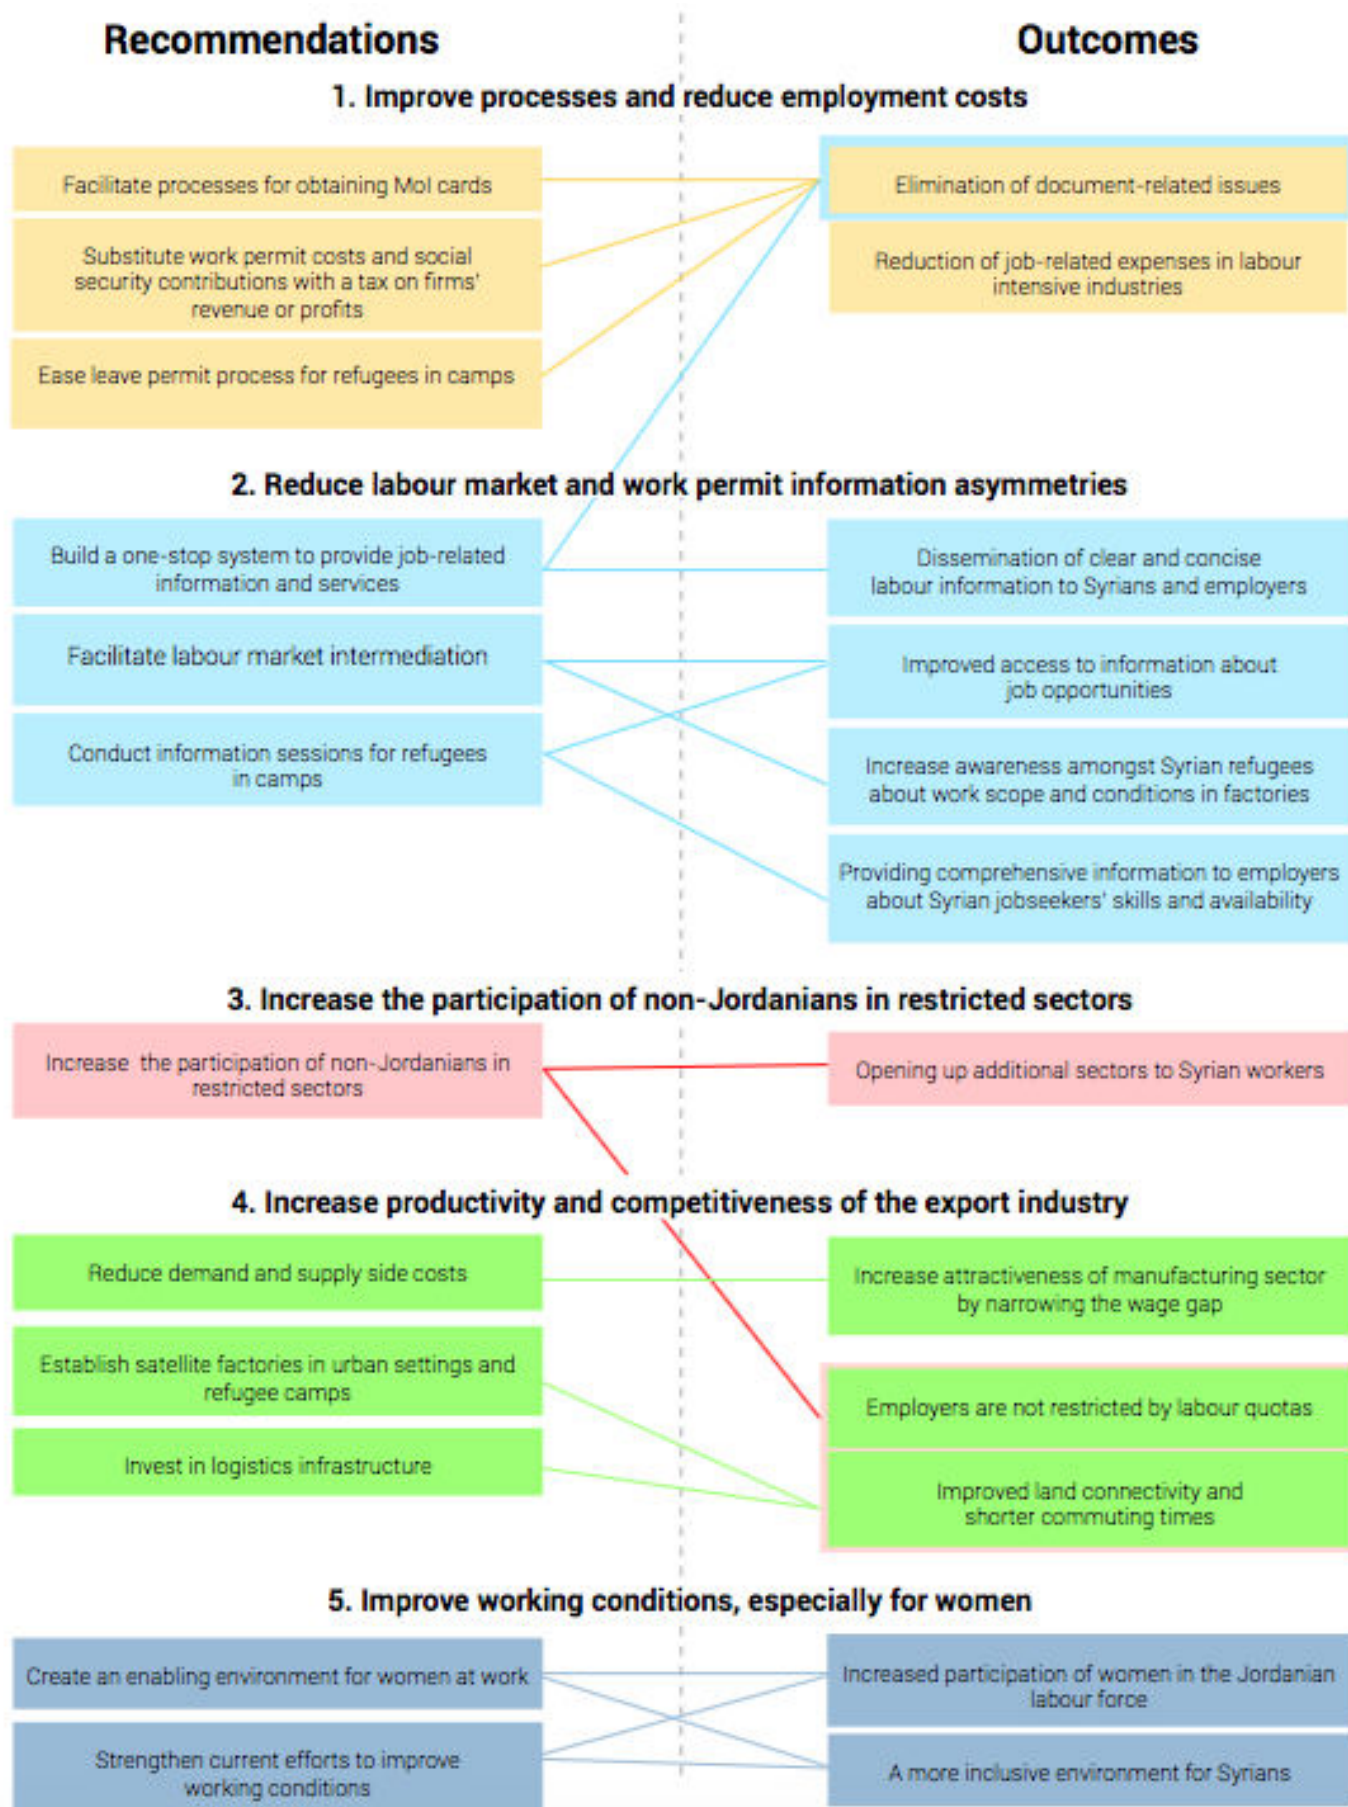 Recommendations
Outcomes
1. Improve processes and reduce employment costs
Facilitate processes for obtaining MoI cards
Substitute work permit costs and social
security contributions with a tax on firms'
revenue or profits
Ease leave permit process for refugees in camps
Elimination of document-related issues
Reduction of job-related expenses in labour
intensive industries
2. Reduce labour market and work permit information asymmetries
Build a one-stop system to provide job-related
information and services
Facilitate labour market intermediation
Conduct information sessions for refugees
in camps
Dissemination of clear and concise
labour information to Syrians and employers
Improved access to information about
job opportunities
Increase awareness amongst Syrian refugees
about work scope and conditions in factories
Providing comprehensive information to employers
about Syrian jobseekers' skills and availability
3. Increase the participation of non-Jordanians in restricted sectors
Increase the participation of non-Jordanians in
restricted sectors
Opening up additional sectors to Syrian workers
4. Increase productivity and competitiveness of the export industry
Reduce demand and supply side costs
Establish satellite factories in urban settings and
refugee camps
Invest in logistics infrastructure
Increase attractiveness of manufacturing sector
by narrowing the wage gap
Employers are not restricted by labour quotas
Improved land connectivity and
shorter commuting times
5. Improve working conditions, especially for women
Create an enabling environment for women at work
Strengthen current efforts to improve
working conditions
Increased participation of women in the Jordanian
labour force
A more inclusive environment for Syrians